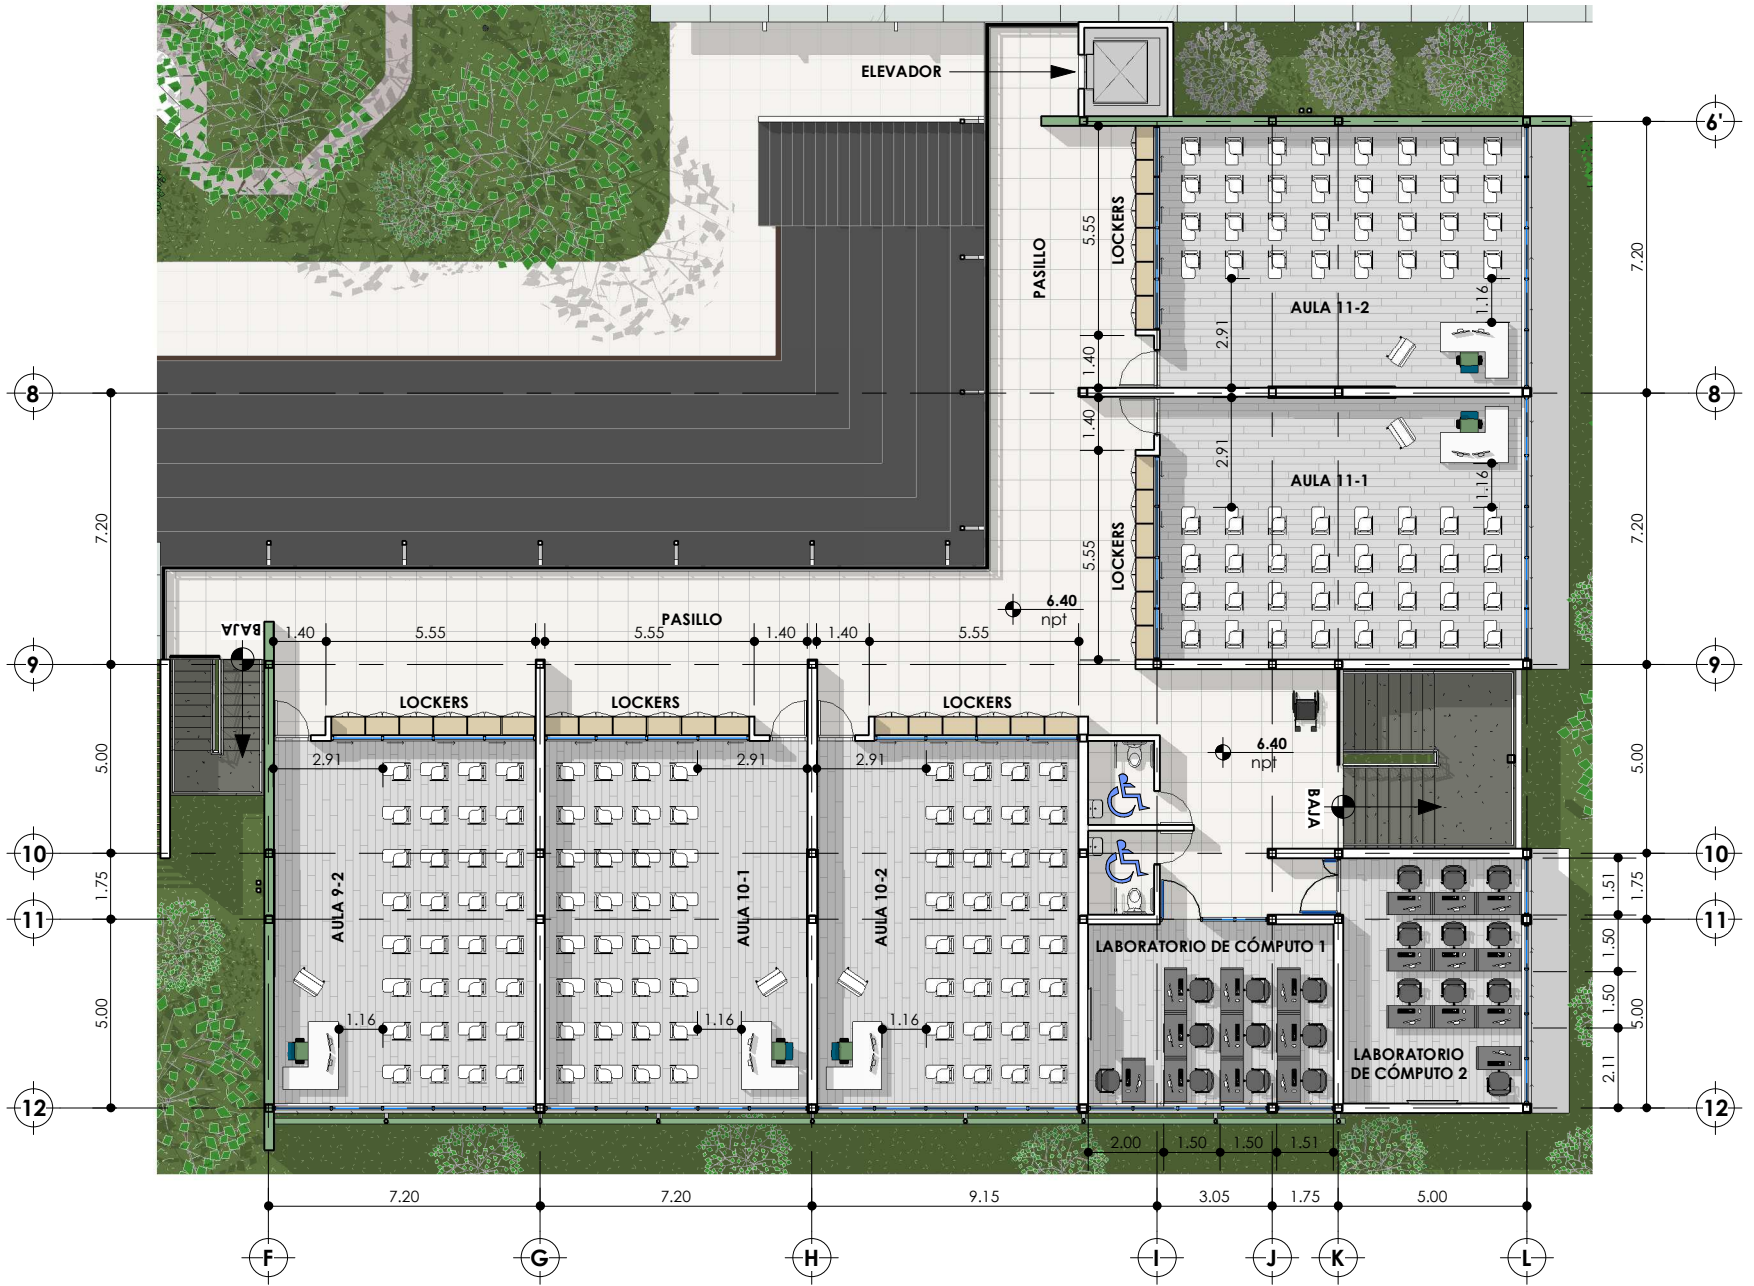 ELEVADOR
6'
LOCKERS
5.55
PASILLO
7.20
1.16
AULA 11-2
2.91
1.40
8
8
1.40
2.91
1.16
AULA 11-1
7.20
7.20
LOCKERS
5.55
6.40
npt
PASILLO
BAJA
1.40
5.55
5.55
1.40
1.40
5.55
9
9
LOCKERS
LOCKERS
LOCKERS
6.40
npt
5.00
2.91
2.91
2.91
5.00
BAJA
10
10
1.75
1.51
1.75
AULA 9-2
AULA 10-1
AULA 10-2
11
11
LABORATORIO DE CÓMPUTO 1
1.50
1.50
5.00
5.00
1.16
1.16
1.16
LABORATORIO
DE CÓMPUTO 2
2.11
12
12
2.00
1.50
1.50
1.51
7.20
7.20
9.15
3.05
1.75
5.00
F
G
H
I
J
K
L